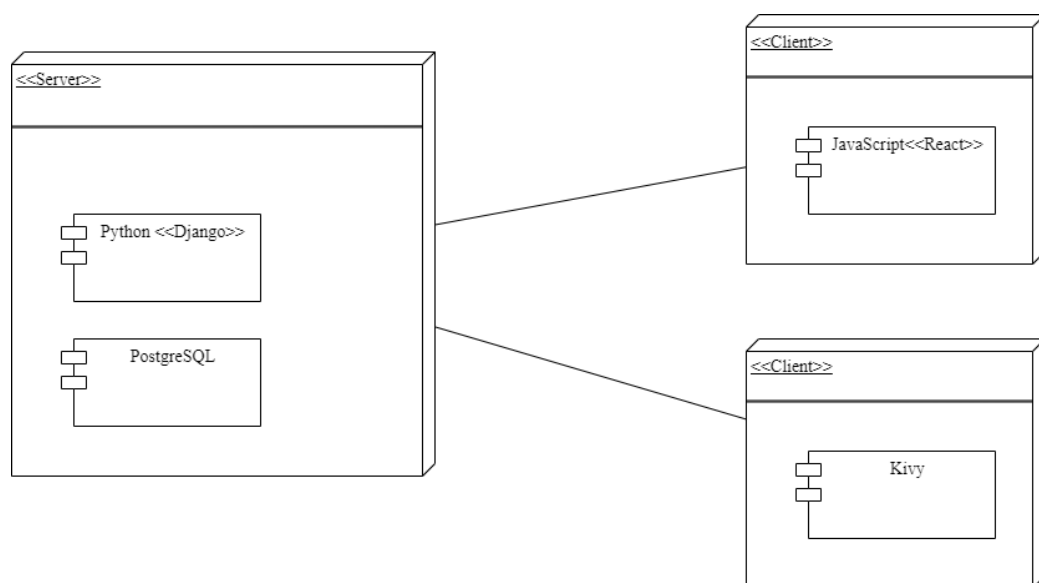 <<Server>>
Python <<Django>>
PostgreSQL
<<Client>>
JavaScript<<React>>
<<Client>>
Kivy